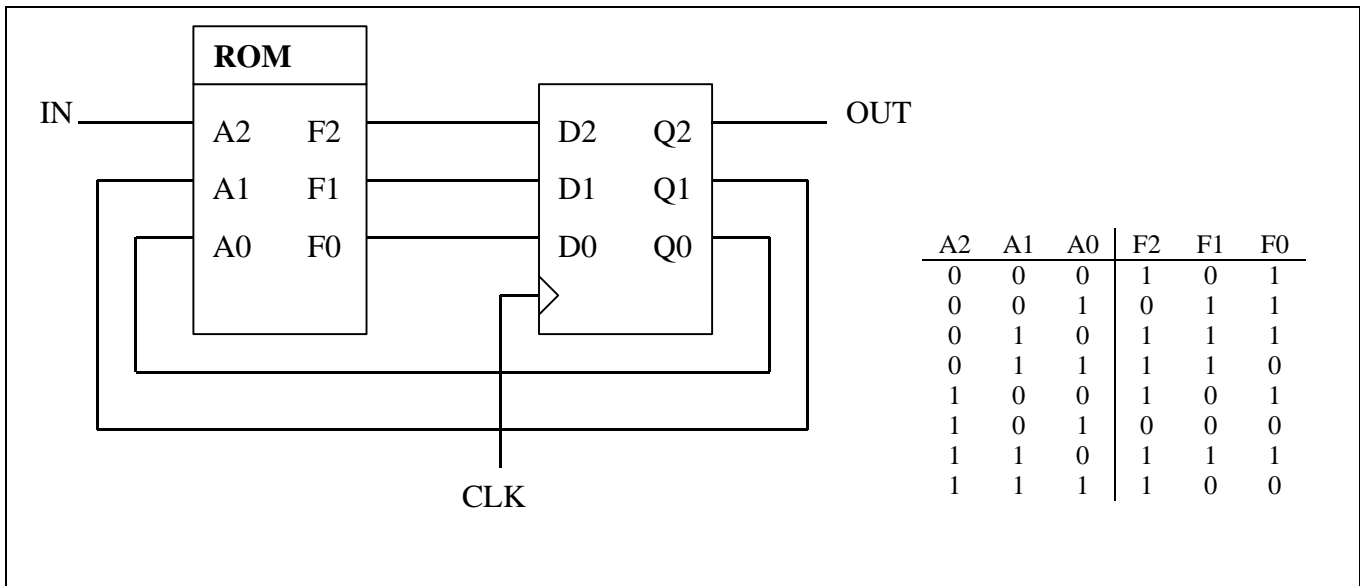 ROM
IN
A2 F2
A1 F1
A0 F0
D2 Q2
D1 Q1
D0 Q0
OUT
CLK
A2 A1 A0 F2 F1 F0
0 0 0 1 0 1
0 0 1 0 1 1
0 1 0 1 1 1
0 1 1 1 1 0
1 0 0 1 0 1
1 0 1 0 0 0
1 1 0 1 1 1
1 1 1 1 0 0